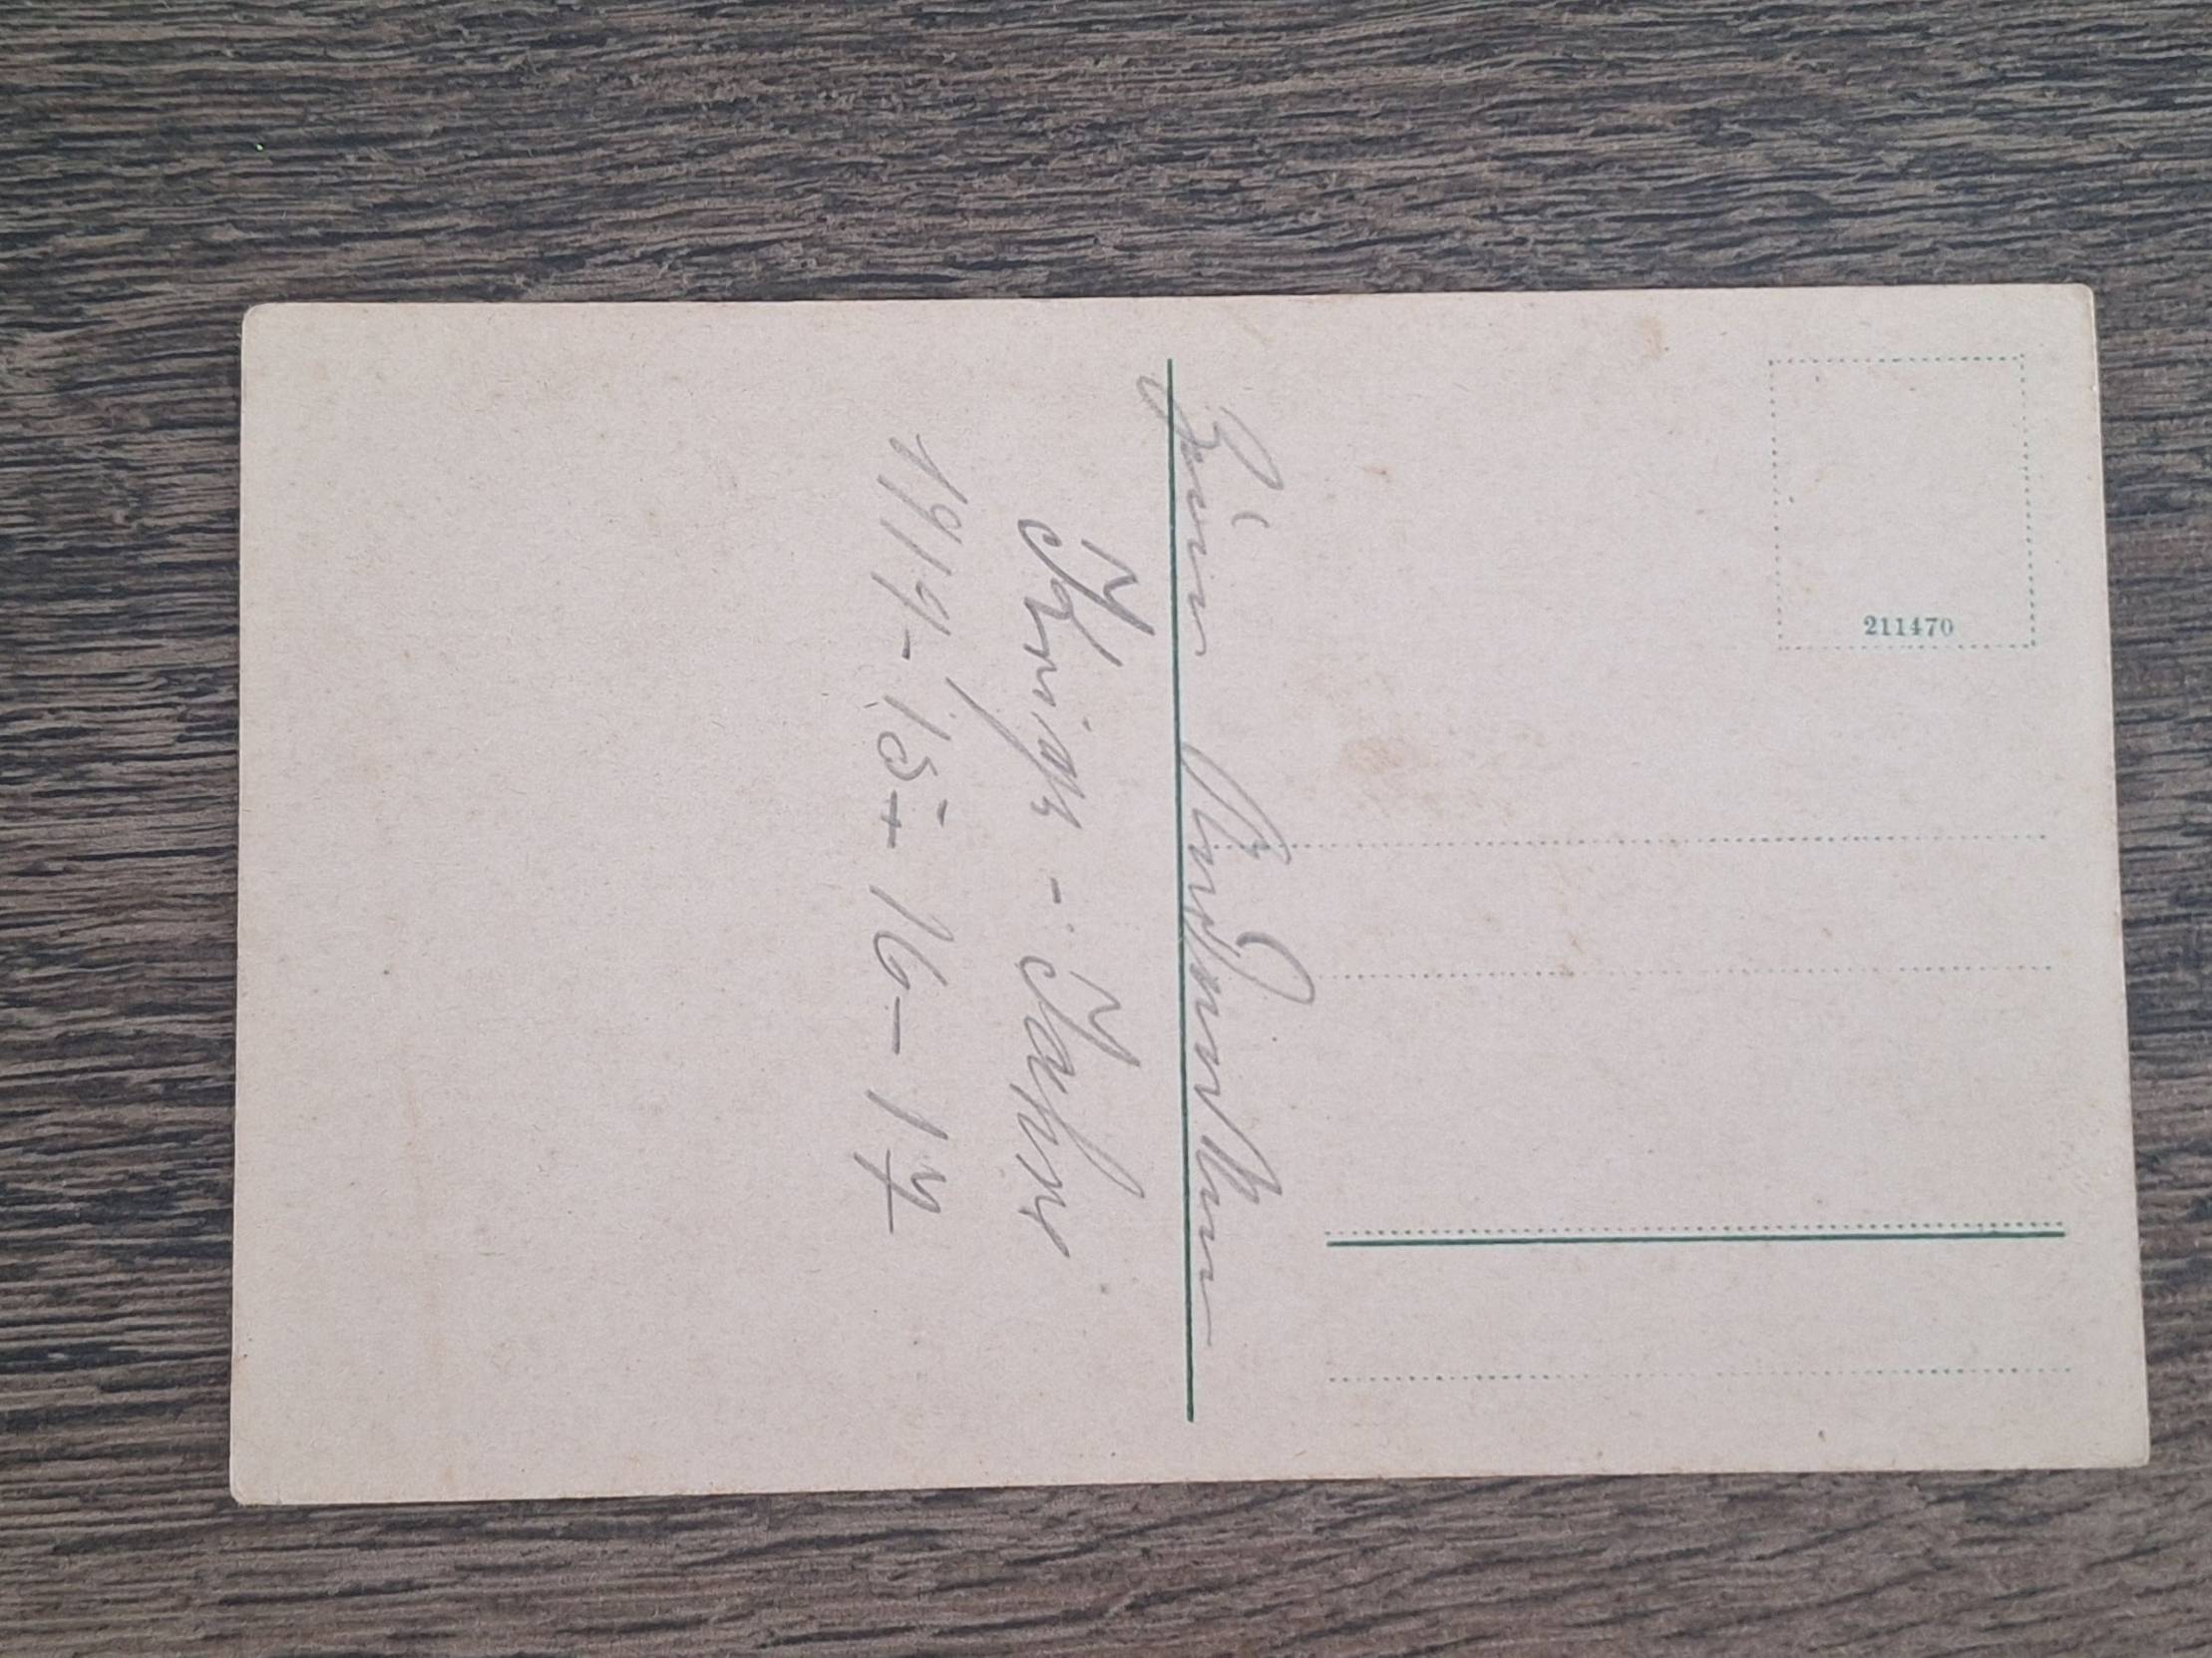 Zum Andenken
Kriegs - Jahre
1914 - 15 - 16 - 17
211470